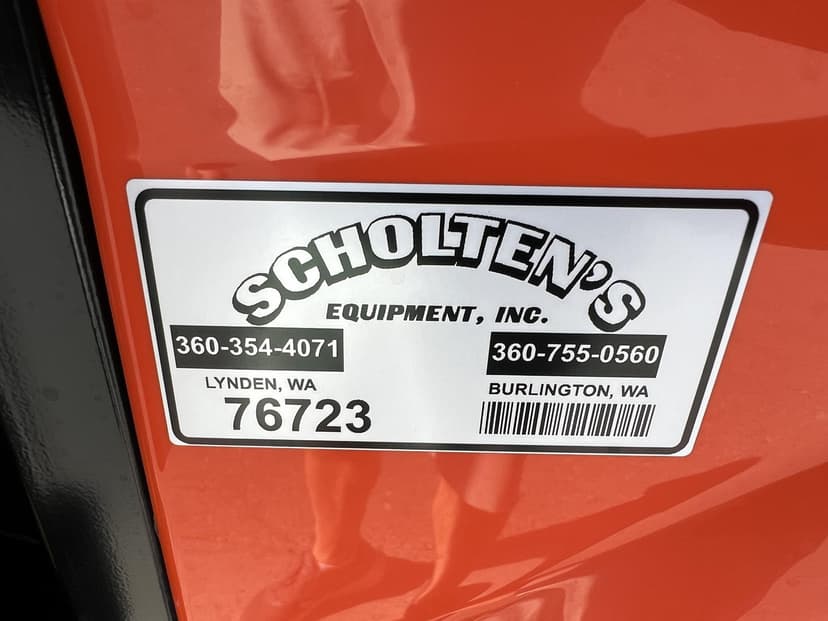 SCHOLTEN'S
EQUIPMENT, INC.
360-354-4071 360-755-0560
LYNDEN, WA BURLINGTON, WA
76723